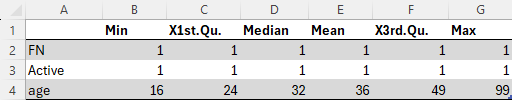 A B C D E F G
1 Min X1st.Qu. Median Mean X3rd.Qu. Max
2 FN 1 1 1 1 1 1
3 Active 1 1 1 1 1 1
4 age 16 24 32 36 49 99